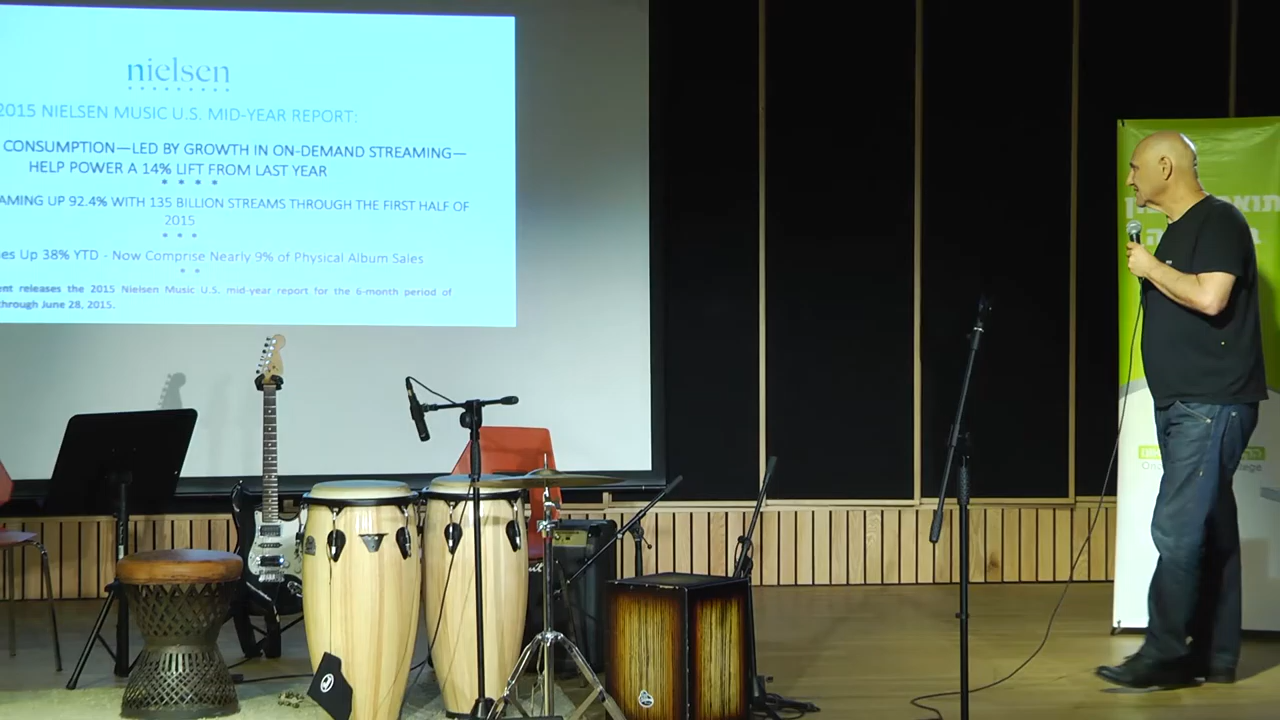 nielsen
2015 NIELSEN MUSIC U.S. MID-YEAR REPORT:
CONSUMPTION—LED BY GROWTH IN ON-DEMAND STREAMING—
HELP POWER A 14% LIFT FROM LAST YEAR
AMING UP 92.4% WITH 135 BILLION STREAMS THROUGH THE FIRST HALF OF
2015
es Up 38% YTD - Now Comprise Nearly 9% of Physical Album Sales
ent releases the 2015 Nielsen Music U.S. mid-year report for the 6-month period of
through June 28, 2015.